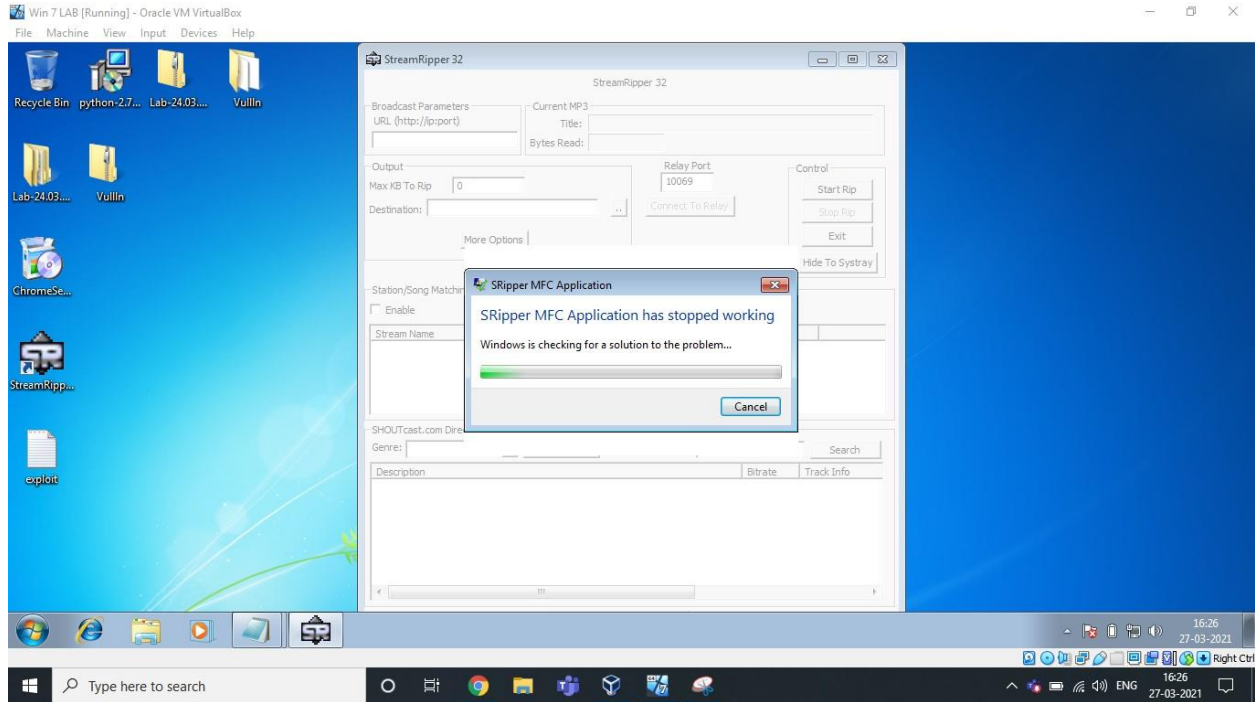 Win 7 LAB [Running] - Oracle VM VirtualBox
File Machine View Input Devices Help
Recycle Bin
python-2.7...
Lab-24.03....
Vulln
Lab-24.03....
Vulln
ChromeSe...
StreamRipp...
exploit
StreamRipper 32
StreamRipper 32
Broadcast Parameters
URL (http://ip:port)
Current MP3
Title:
Bytes Read:
Output
Max KB To Rip 0
Destination:
..
More Options
Relay Port
10069
Connect To Relay
Control
Start Rip
Stop Rip
Exit
Hide To Systray
Station/Song Matchin
Enable
Stream Name
SRipper MFC Application
SRipper MFC Application has stopped working
Windows is checking for a solution to the problem...
Cancel
SHOUTcast.com Dire
Genre:
Search
Description Bitrate Track Info
16:26
27-03-2021
Right Ctrl
Type here to search
ENG
16:26
27-03-2021